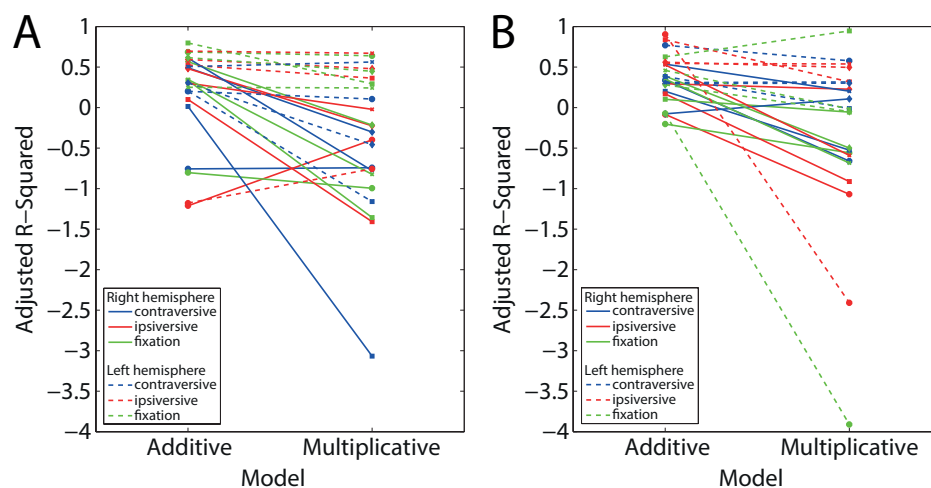 A
Adjusted R-Squared
1
0.5
0
−0.5
−1
−1.5
−2
−2.5
−3
−3.5
−4
Right hemisphere
contraversive
ipsiversive
fixation
Left hemisphere
contraversive
ipsiversive
fixation
Additive Multiplicative
Model
B
Adjusted R-Squared
1
0.5
0
−0.5
−1
−1.5
−2
−2.5
−3
−3.5
−4
Right hemisphere
contraversive
ipsiversive
fixation
Left hemisphere
contraversive
ipsiversive
fixation
Additive Multiplicative
Model